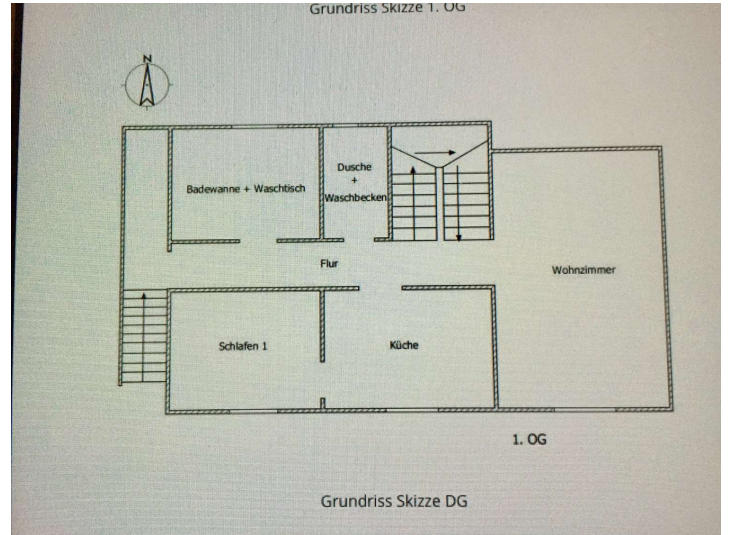 Grundriss Skizze 1. OG
N
Badewanne + Waschtisch
Dusche
+
Waschbecken
Flur
Wohnzimmer
Schlafen 1
Küche
1. OG
Grundriss Skizze DG